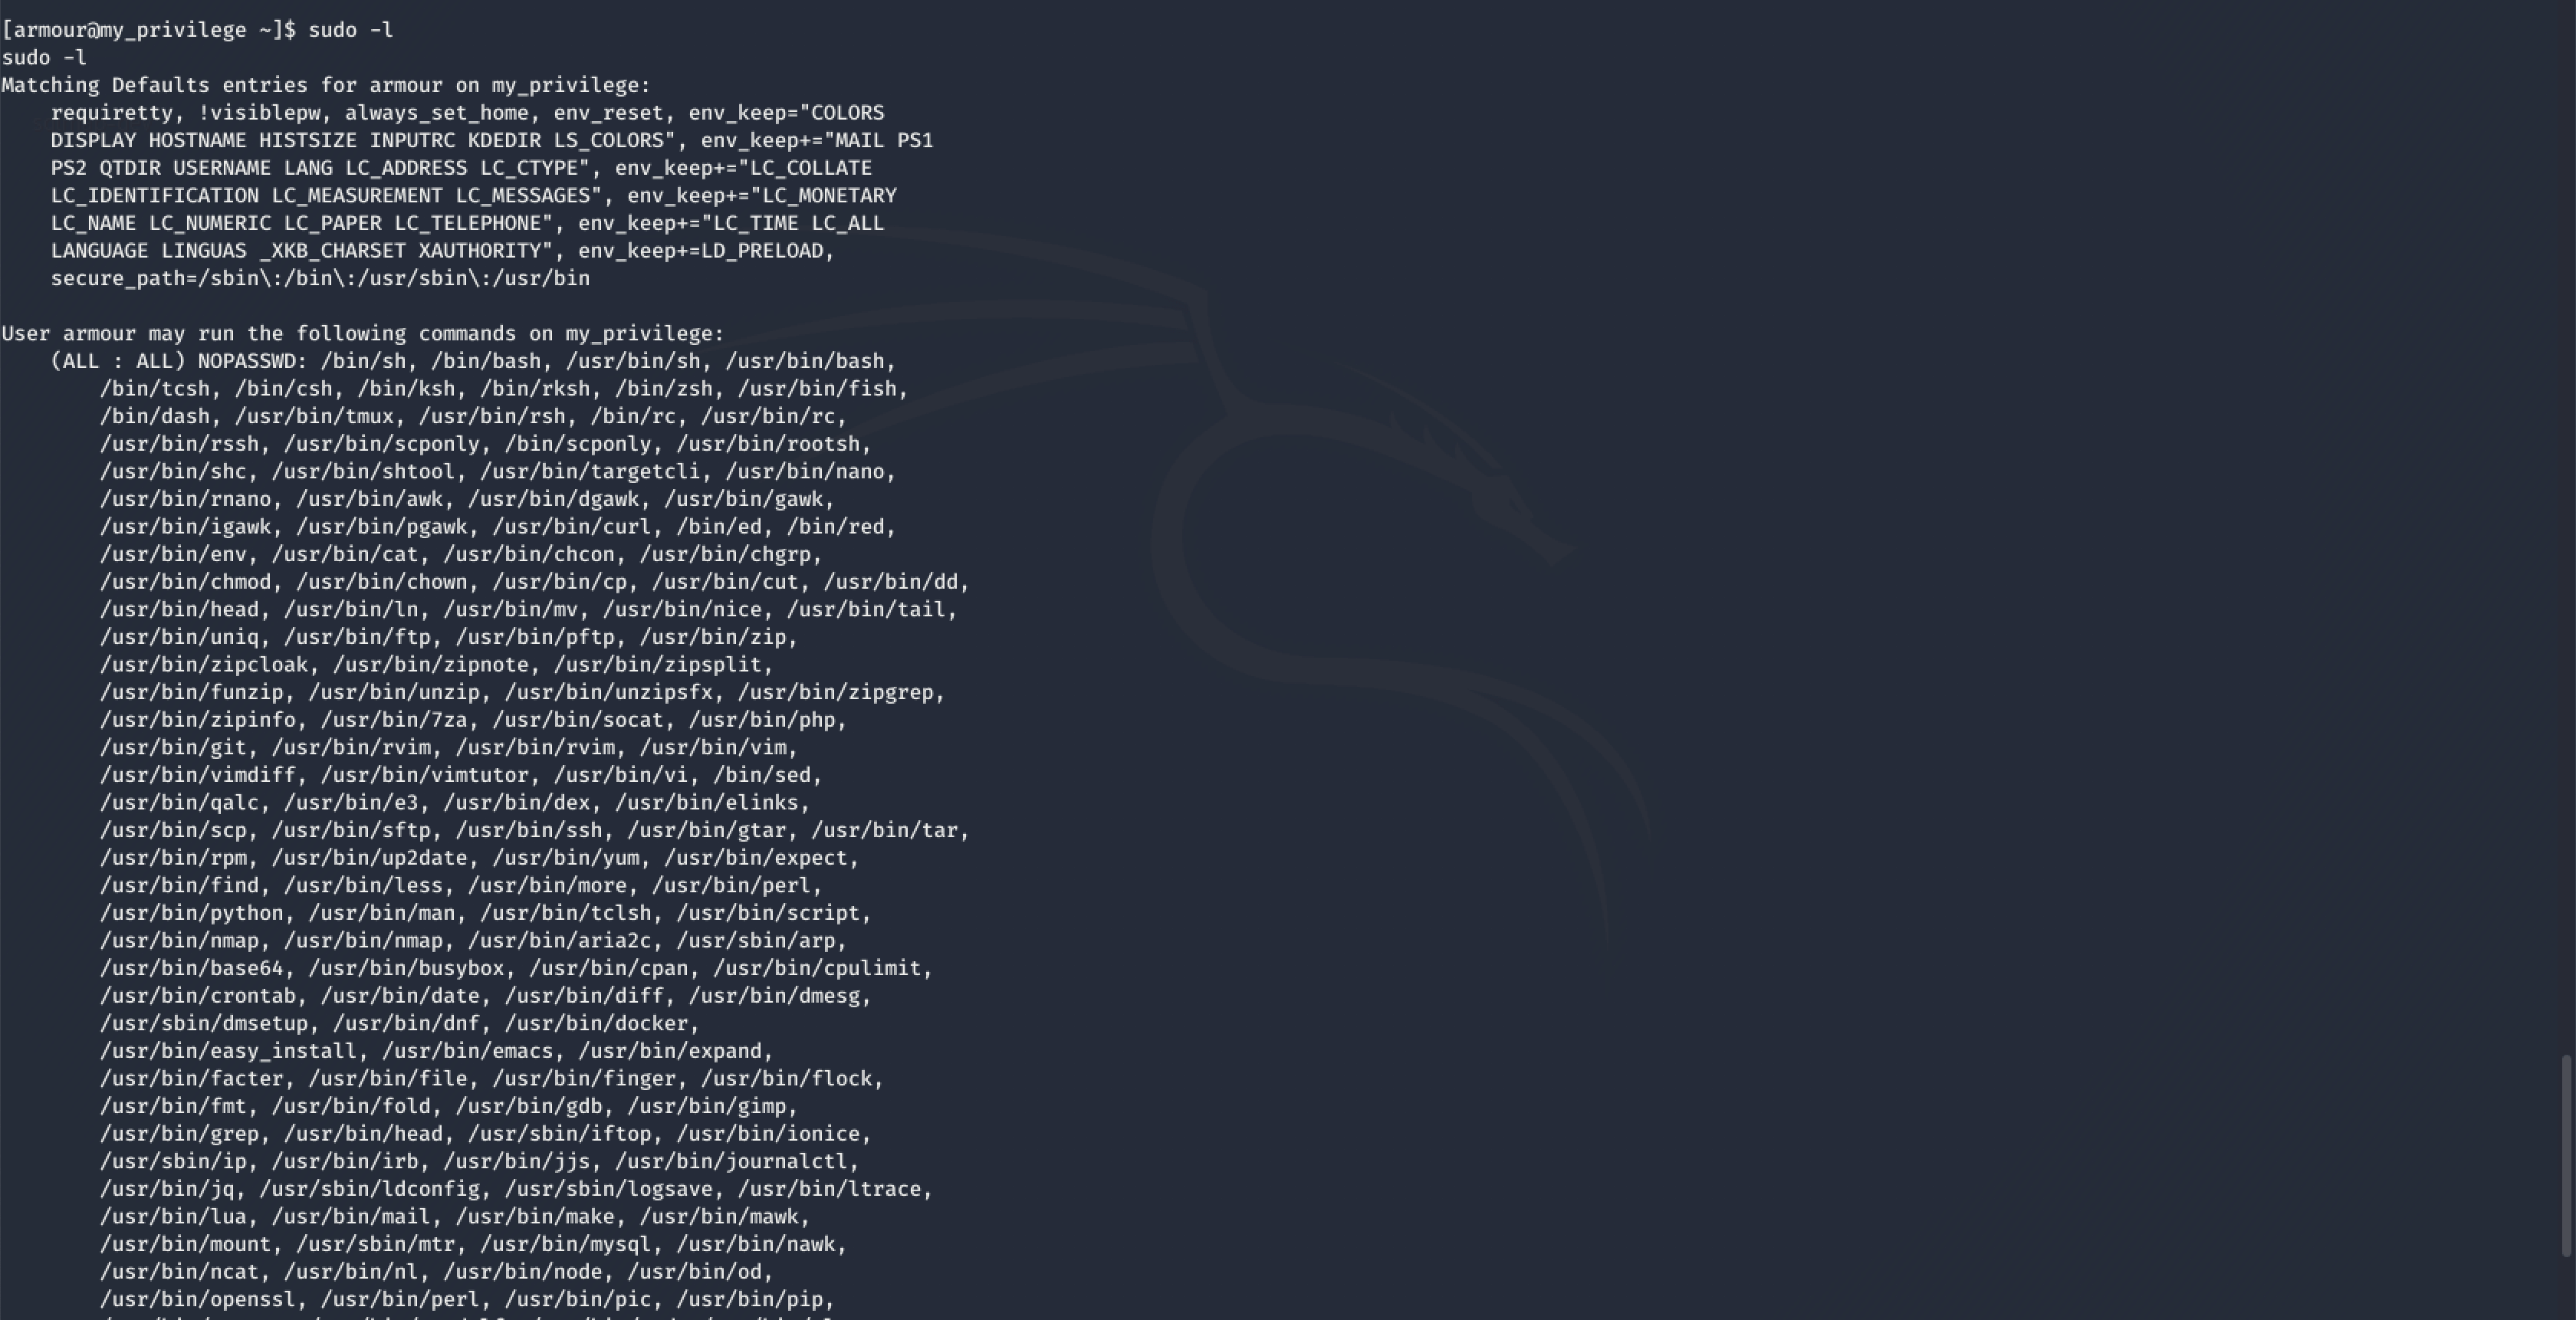 [armour@my_privilege ~]$ sudo -l
sudo -l
Matching Defaults entries for armour on my_privilege:
    requiretty, !visiblepw, always_set_home, env_reset, env_keep="COLORS
    DISPLAY HOSTNAME HISTSIZE INPUTRC KDEDIR LS_COLORS", env_keep+="MAIL PS1
    PS2 QTDIR USERNAME LANG LC_ADDRESS LC_CTYPE", env_keep+="LC_COLLATE
    LC_IDENTIFICATION LC_MEASUREMENT LC_MESSAGES", env_keep+="LC_MONETARY
    LC_NAME LC_NUMERIC LC_PAPER LC_TELEPHONE", env_keep+="LC_TIME LC_ALL
    LANGUAGE LINGUAS _XKB_CHARSET XAUTHORITY", env_keep+=LD_PRELOAD,
    secure_path=/sbin\:/bin\:/usr/sbin\:/usr/bin

User armour may run the following commands on my_privilege:
    (ALL : ALL) NOPASSWD: /bin/sh, /bin/bash, /usr/bin/sh, /usr/bin/bash,
        /bin/tcsh, /bin/csh, /bin/ksh, /bin/rksh, /bin/zsh, /usr/bin/fish,
        /bin/dash, /usr/bin/tmux, /usr/bin/rsh, /bin/rc, /usr/bin/rc,
        /usr/bin/rssh, /usr/bin/scponly, /bin/scponly, /usr/bin/rootsh,
        /usr/bin/shc, /usr/bin/shtool, /usr/bin/targetcli, /usr/bin/nano,
        /usr/bin/rnano, /usr/bin/awk, /usr/bin/dgawk, /usr/bin/gawk,
        /usr/bin/igawk, /usr/bin/pgawk, /usr/bin/curl, /bin/ed, /bin/red,
        /usr/bin/env, /usr/bin/cat, /usr/bin/chcon, /usr/bin/chgrp,
        /usr/bin/chmod, /usr/bin/chown, /usr/bin/cp, /usr/bin/cut, /usr/bin/dd,
        /usr/bin/head, /usr/bin/ln, /usr/bin/mv, /usr/bin/nice, /usr/bin/tail,
        /usr/bin/uniq, /usr/bin/ftp, /usr/bin/pftp, /usr/bin/zip,
        /usr/bin/zipcloak, /usr/bin/zipnote, /usr/bin/zipsplit,
        /usr/bin/funzip, /usr/bin/unzip, /usr/bin/unzipsfx, /usr/bin/zipgrep,
        /usr/bin/zipinfo, /usr/bin/7za, /usr/bin/socat, /usr/bin/php,
        /usr/bin/git, /usr/bin/rvim, /usr/bin/rvim, /usr/bin/vim,
        /usr/bin/vimdiff, /usr/bin/vimtutor, /usr/bin/vi, /bin/sed,
        /usr/bin/qalc, /usr/bin/e3, /usr/bin/dex, /usr/bin/elinks,
        /usr/bin/scp, /usr/bin/sftp, /usr/bin/ssh, /usr/bin/gtar, /usr/bin/tar,
        /usr/bin/rpm, /usr/bin/up2date, /usr/bin/yum, /usr/bin/expect,
        /usr/bin/find, /usr/bin/less, /usr/bin/more, /usr/bin/perl,
        /usr/bin/python, /usr/bin/man, /usr/bin/tclsh, /usr/bin/script,
        /usr/bin/nmap, /usr/bin/nmap, /usr/bin/aria2c, /usr/sbin/arp,
        /usr/bin/base64, /usr/bin/busybox, /usr/bin/cpan, /usr/bin/cpulimit,
        /usr/bin/crontab, /usr/bin/date, /usr/bin/diff, /usr/bin/dmesg,
        /usr/sbin/dmsetup, /usr/bin/dnf, /usr/bin/docker,
        /usr/bin/easy_install, /usr/bin/emacs, /usr/bin/expand,
        /usr/bin/facter, /usr/bin/file, /usr/bin/finger, /usr/bin/flock,
        /usr/bin/fmt, /usr/bin/fold, /usr/bin/gdb, /usr/bin/gimp,
        /usr/bin/grep, /usr/bin/head, /usr/sbin/iftop, /usr/bin/ionice,
        /usr/sbin/ip, /usr/bin/irb, /usr/bin/jjs, /usr/bin/journalctl,
        /usr/bin/jq, /usr/sbin/ldconfig, /usr/sbin/logsave, /usr/bin/ltrace,
        /usr/bin/lua, /usr/bin/mail, /usr/bin/make, /usr/bin/mawk,
        /usr/bin/mount, /usr/sbin/mtr, /usr/bin/mysql, /usr/bin/nawk,
        /usr/bin/ncat, /usr/bin/nl, /usr/bin/node, /usr/bin/od,
        /usr/bin/openssl, /usr/bin/perl, /usr/bin/pic, /usr/bin/pip,